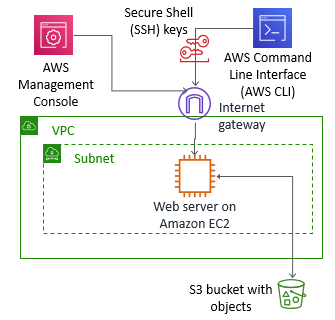 Secure Shell
(SSH) keys
AWS
Management
Console
AWS Command
Line Interface
(AWS CLI)
Internet
gateway
VPC
Subnet
Web server on
Amazon EC2
S3 bucket with
objects